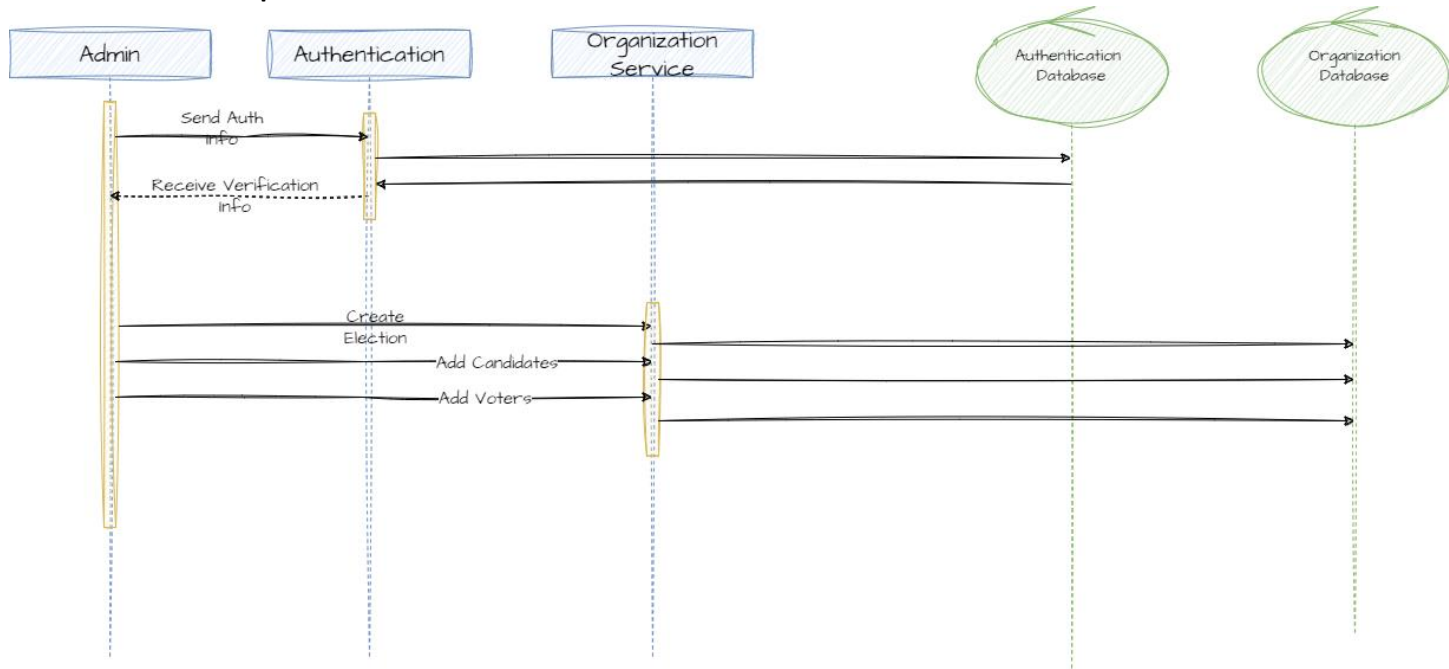 Admin
Authentication
Organization
Service
Authentication
Database
Organization
Database
Send Auth
Info
Receive Verification
Info
Create
Election
Add Candidates
Add Voters